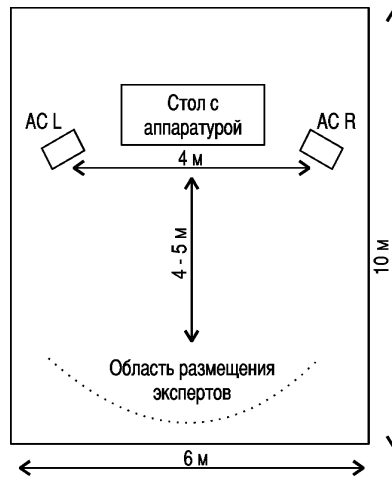 Стол с
аппаратурой
AC L
AC R
4 м
4 - 5 м
10 м
Область размещения
экспертов
6 м